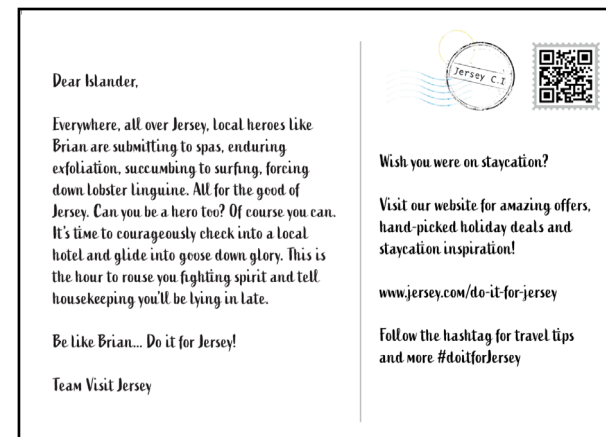 Dear Islander,
Everywhere, all over Jersey, local heroes like
Brian are submitting to spas, enduring
exfoliation, succumbing to surfing, forcing
down lobster linguine. All for the good of
Jersey. Can you be a hero too? Of course you can.
It's time to courageously check into a local
hotel and glide into goose down glory. This is
the hour to rouse you fighting spirit and tell
housekeeping you'll be lying in late.
Be like Brian... Do it for Jersey!
Team Visit Jersey
Jersey C.I
Wish you were on staycation?
Visit our website for amazing offers,
hand-picked holiday deals and
staycation inspiration!
www.jersey.com/do-it-for-jersey
Follow the hashtag for travel tips
and more #doitforJersey